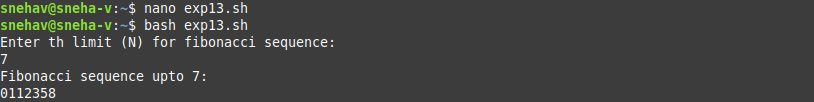 snehav@sneha-v:~$ nano exp13.sh
snehav@sneha-v:~$ bash exp13.sh
Enter th limit (N) for fibonacci sequence:
7
Fibonacci sequence upto 7:
0112358